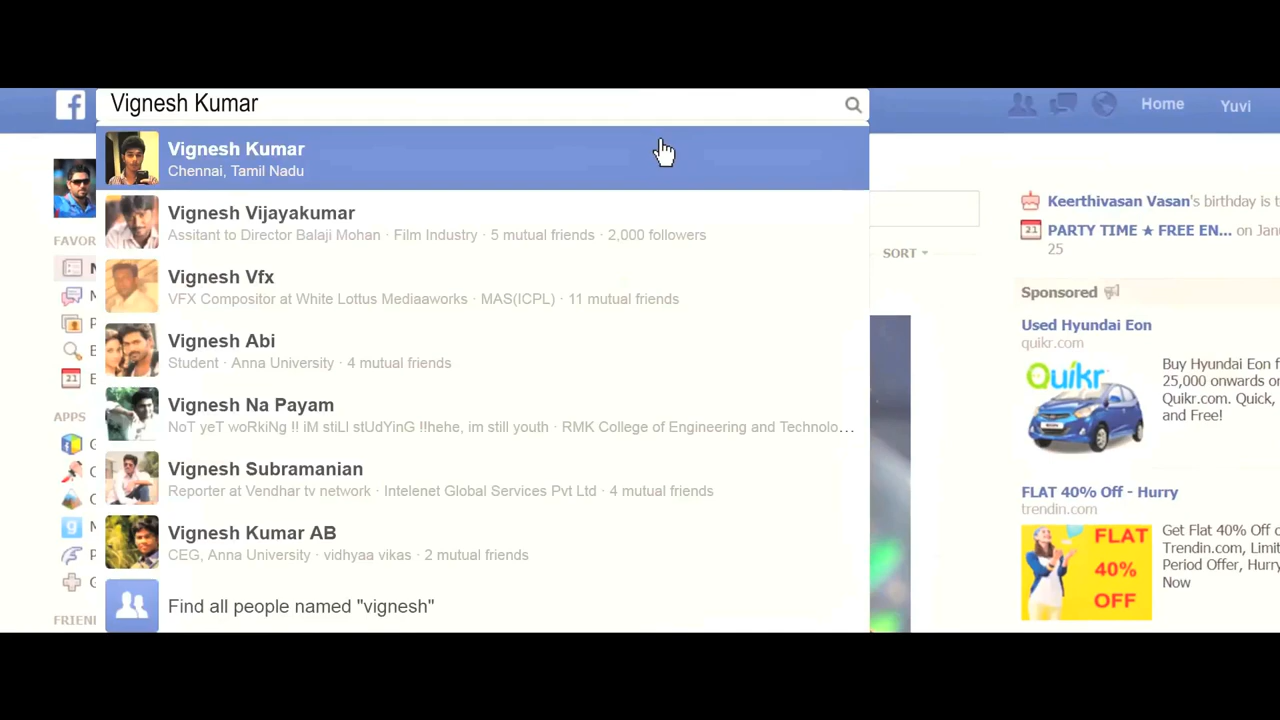 Vignesh Kumar
Home
Yuvi
Vignesh Kumar
Chennai, Tamil Nadu
Vignesh Vijayakumar
Assitant to Director Balaji Mohan · Film Industry · 5 mutual friends · 2,000 followers
Vignesh Vfx
VFX Compositor at White Lottus Mediaaworks · MAS(ICPL) · 11 mutual friends
Vignesh Abi
Student · Anna University · 4 mutual friends
Vignesh Na Payam
NoT yeT woRkiNg !! iM stiLl stUdYinG !!hehe, im still youth · RMK College of Engineering and Technolo...
Vignesh Subramanian
Reporter at Vendhar tv network · Intelenet Global Services Pvt Ltd · 4 mutual friends
Vignesh Kumar AB
CEG, Anna University · vidhyaa vikas · 2 mutual friends
Find all people named "vignesh"
FAVOR
N
M
P
E
21
E
APPS
G
C
C
g
M
P
G
FRIEN
SORT
Keerthivasan Vasan's birthday is t
21
PARTY TIME ★ FREE EN... on Jan
25
Sponsored
Used Hyundai Eon
quikr.com
Quikr
Buy Hyundai Eon f
25,000 onwards o
Quikr.com. Quick,
and Free!
FLAT 40% Off - Hurry
trendin.com
FLAT
40%
OFF
Get Flat 40% Off o
Trendin.com, Limit
Period Offer, Hurry
Now